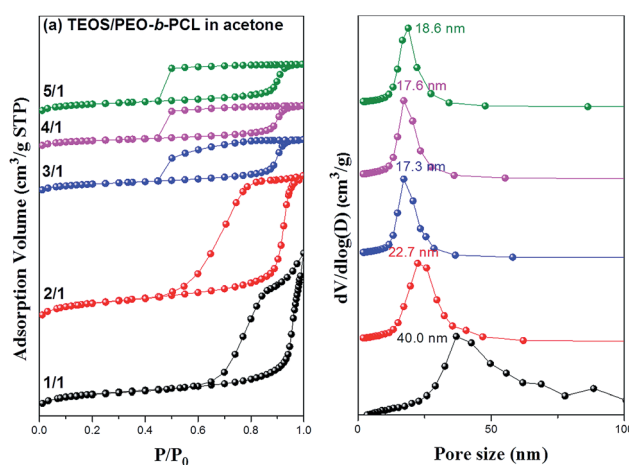 (a) TEOS/PEO-b-PCL in acetone
Adsorption Volume (cm³/g STP)
5/1
4/1
3/1
2/1
1/1
0.0 0.2 0.4 0.6 0.8 1.0
P/P₀
dV/dlog(D) (cm³/g)
18.6 nm
17.6 nm
17.3 nm
22.7 nm
40.0 nm
0 25 50 75 100
Pore size (nm)